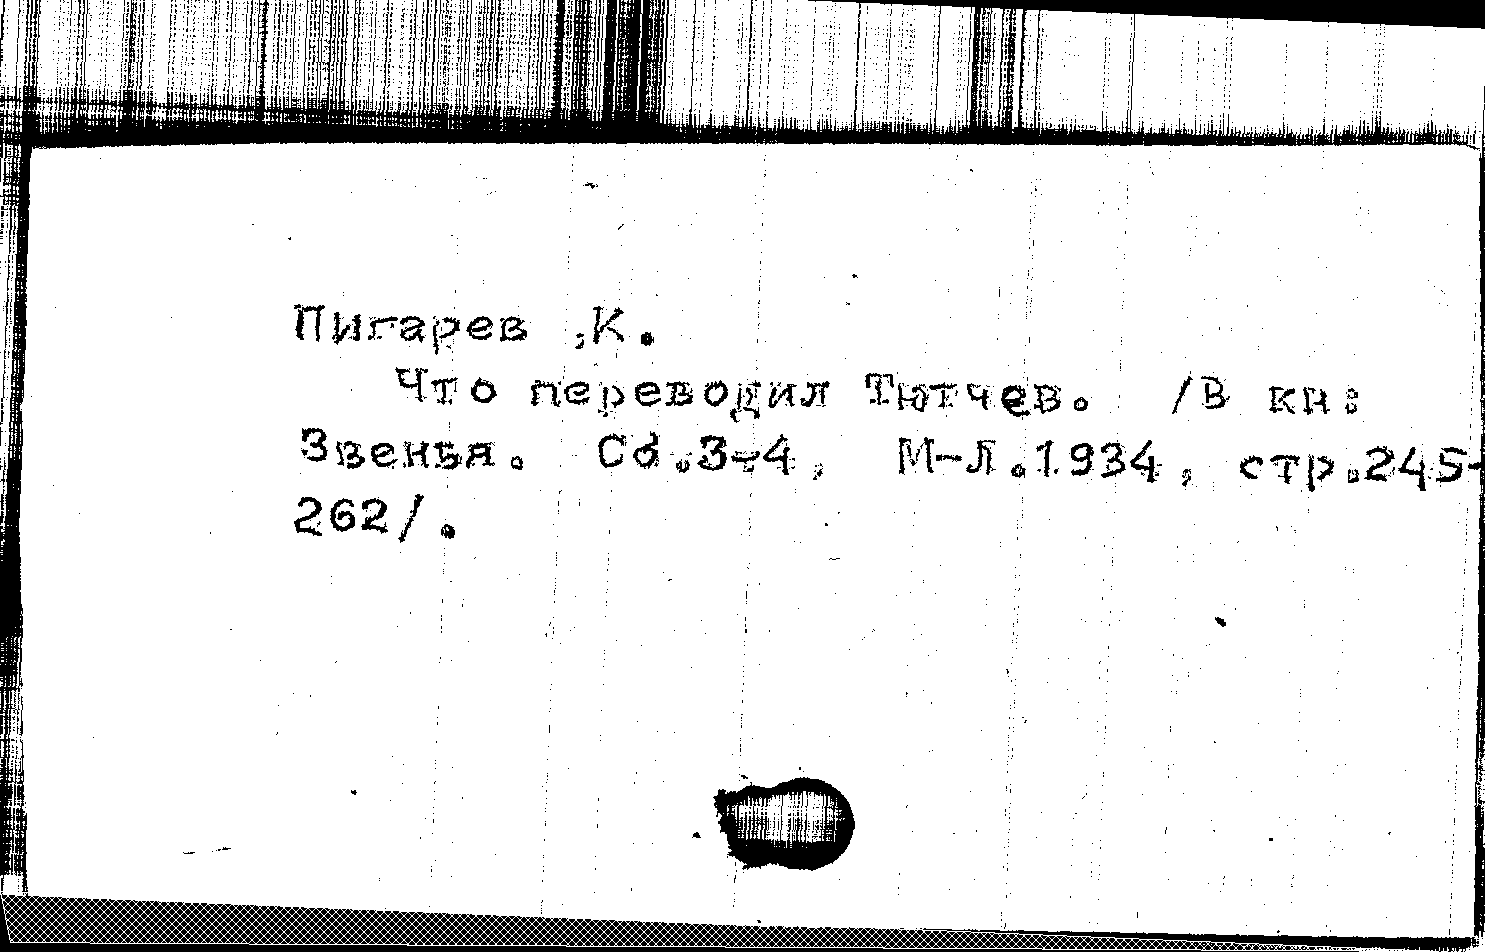 Пигарев ,К.
Что переводил Тютчев. /В кн:
Звенья. Сб.3-4, М-Л.1934, стр.245-
262/.